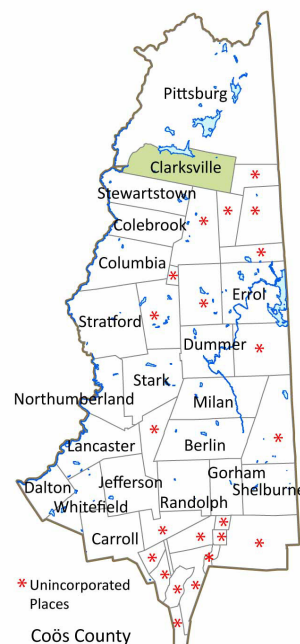 Pittsburg
Clarksville
*
Stewartstown
* *
Colebrook *
*
Columbia
*
Errol
*
*
Stratford
Dummer *
Stark
Northumberland
Milan
*
*
Lancaster
Berlin
Gorham
Jefferson
Dalton
Shelburne
Whitefield
Randolph
*
*
Carroll
* *
*
* *
*
* *
* Unincorporated
Places
*
Coös County